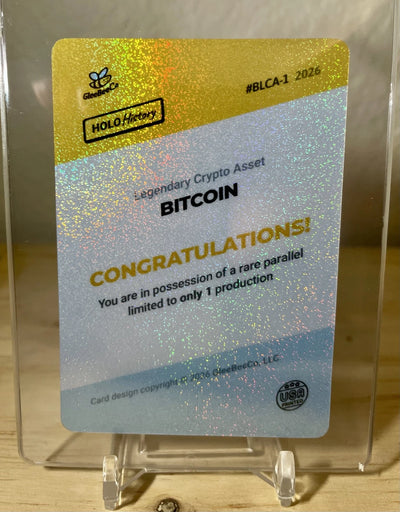 GleeBeeCo
#BLCA-1 2026
HOLO History
Legendary Crypto Asset
BITCOIN
CONGRATULATIONS!
You are in possession of a rare parallel
limited to only 1 production
Card design copyright © 2026 GleeBeeCo, LLC.
USA
PRINTED